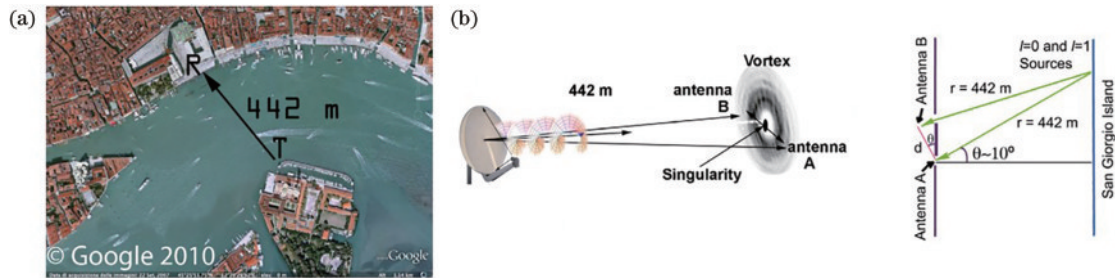 (a)
R
442 m
T
© Google 2010
Google
(b)
442 m
Vortex
antenna
B
antenna
A
Singularity
Antenna B
l=0 and l=1
Sources
r = 442 m
r = 442 m
d
θ
θ~10º
Antenna A
San Giorgio Island